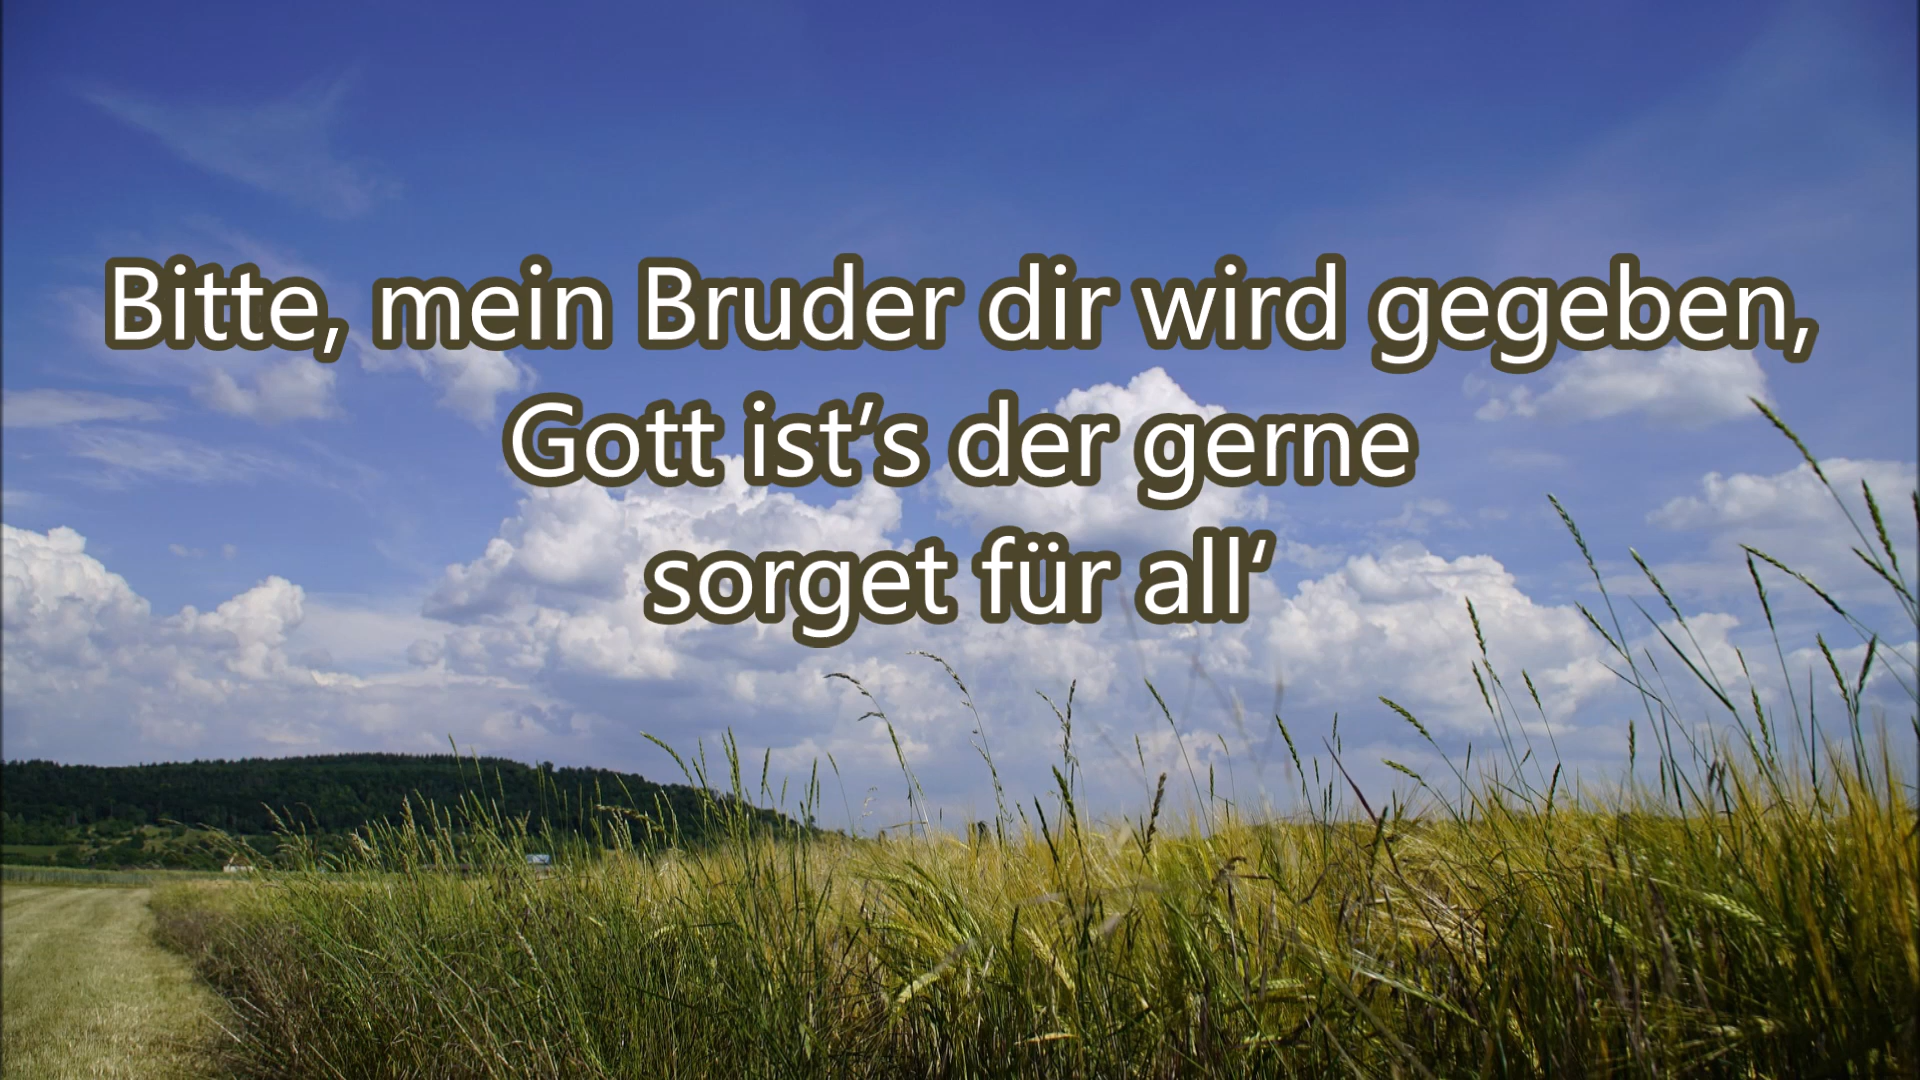 Bitte, mein Bruder dir wird gegeben,
Gott ist’s der gerne
sorget für all‘